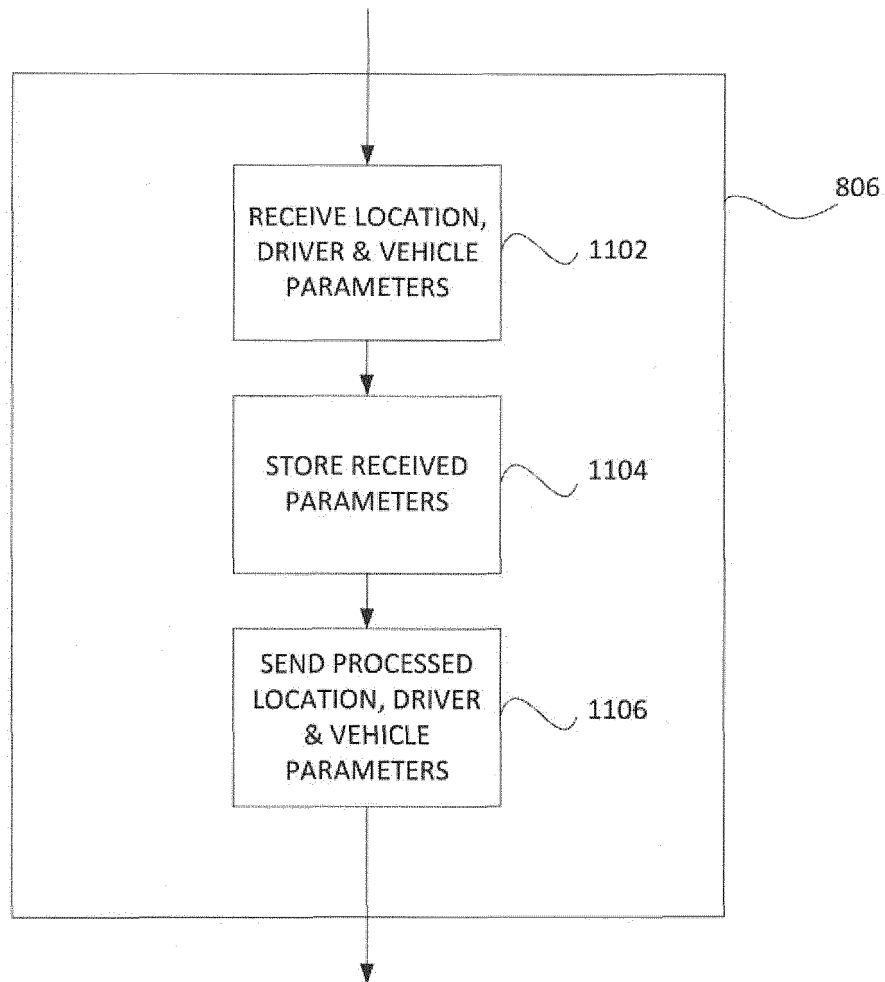 806
RECEIVE LOCATION,
DRIVER & VEHICLE
PARAMETERS
1102
STORE RECEIVED
PARAMETERS
1104
SEND PROCESSED
LOCATION, DRIVER
& VEHICLE
PARAMETERS
1106